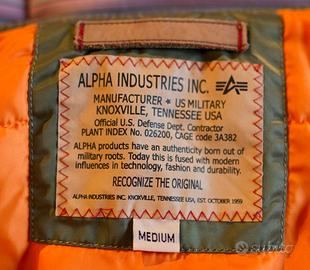 ALPHA INDUSTRIES INC.
MANUFACTURER * US MILITARY
KNOXVILLE, TENNESSEE USA
Official U.S. Defense Dept. Contractor
PLANT INDEX No. 026200, CAGE code 3A382
ALPHA products have an authenticity born out of
military roots. Today this is fused with modern
influences in technology, fashion and durability.
RECOGNIZE THE ORIGINAL
ALPHA INDUSTRIES INC. KNOXVILLE, TENNESSEE USA, EST. OCTOBER 1959
MEDIUM
subito.it